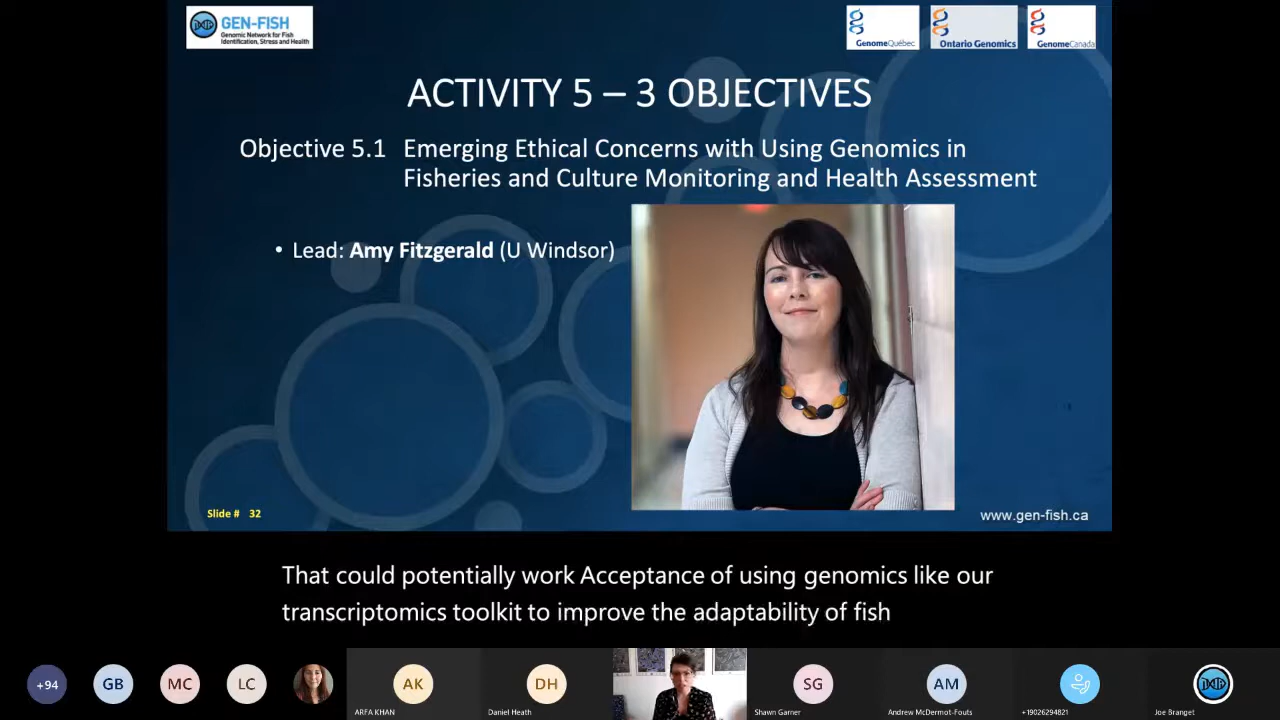 GEN-FISH
Genomic Network for Fish
Identification, Stress and Health
GenomeQuébec
Ontario Genomics
GenomeCanada
ACTIVITY 5 – 3 OBJECTIVES
Objective 5.1 Emerging Ethical Concerns with Using Genomics in
Fisheries and Culture Monitoring and Health Assessment
• Lead: Amy Fitzgerald (U Windsor)
Slide # 32
www.gen-fish.ca
That could potentially work Acceptance of using genomics like our
transcriptomics toolkit to improve the adaptability of fish
+94
GB
MC
LC
AK
DH
SG
AM
ARFA KHAN
Daniel Heath
Shawn Garner
Andrew McDermot-Fouts
+19026294821
Joe Branget